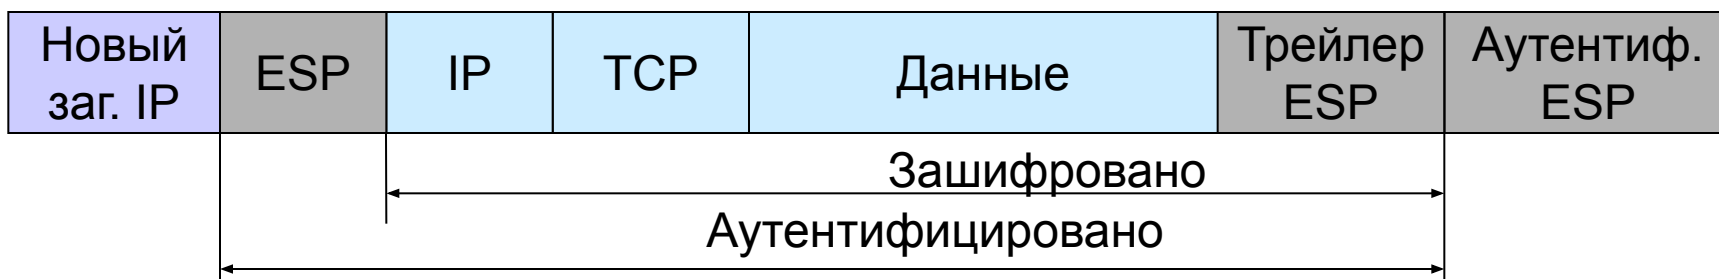 Новый
заг. IP
ESP
IP
TCP
Данные
Трейлер
ESP
Аутентиф.
ESP
Зашифровано
Аутентифицировано